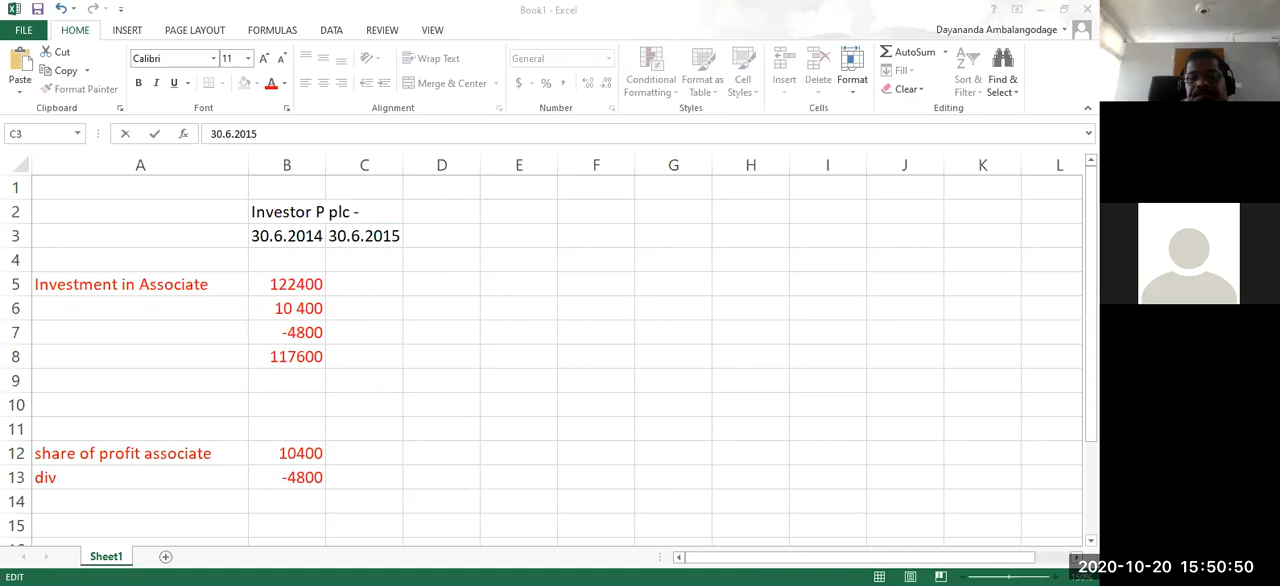 Book1 - Excel
FILE HOME INSERT PAGE LAYOUT FORMULAS DATA REVIEW VIEW
Dayananda Ambalangodage
Paste
Cut
Copy
Format Painter
Clipboard
Calibri 11
B I U
Font
Wrap Text
Merge & Center
Alignment
General
$ % ,
Number
Conditional Formatting
Format as Table
Cell Styles
Styles
Insert Delete Format
Cells
AutoSum
Fill
Clear
Sort & Filter
Find & Select
Editing
C3 fx 30.6.2015
A B C D E F G H I J K L
1
2 Investor P plc -
3 30.6.2014 30.6.2015
4
5 Investment in Associate 122400
6 10 400
7 -4800
8 117600
9
10
11
12 share of profit associate 10400
13 div -4800
14
15
Sheet1
EDIT
2020-10-20 15:50:50